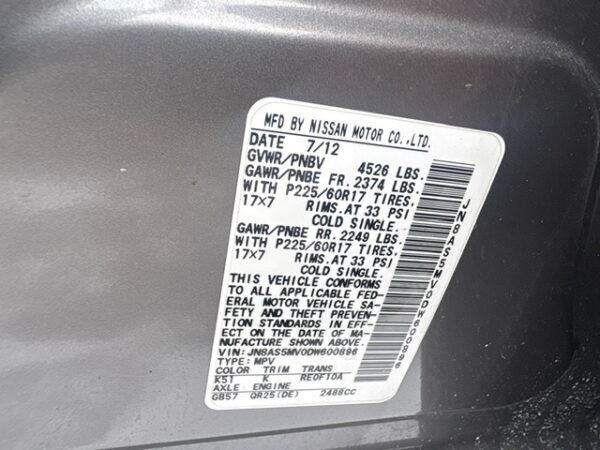 MFD BY NISSAN MOTOR CO.,LTD.
DATE 7/12
GVWR/PNBV 4526 LBS.
GAWR/PNBE FR. 2374 LBS.
WITH P225/60R17 TIRES,
17×7 RIMS.AT 33 PSI
COLD SINGLE.
GAWR/PNBE RR. 2249 LBS.
WITH P225/60R17 TIRES,
17×7 RIMS.AT 33 PSI
COLD SINGLE.
THIS VEHICLE CONFORMS
TO ALL APPLICABLE FED-
ERAL MOTOR VEHICLE SA-
FETY AND THEFT PREVEN-
TION STANDARDS IN EFF-
ECT ON THE DATE OF MA-
NUFACTURE SHOWN ABOVE.
VIN:JN8AS5MV0DW600896
TYPE: MPV
COLOR TRIM TRANS
K51 K RE0F10A
AXLE ENGINE
GB57 QR25(DE) 2488CC
JN8AS5MV0DW600896